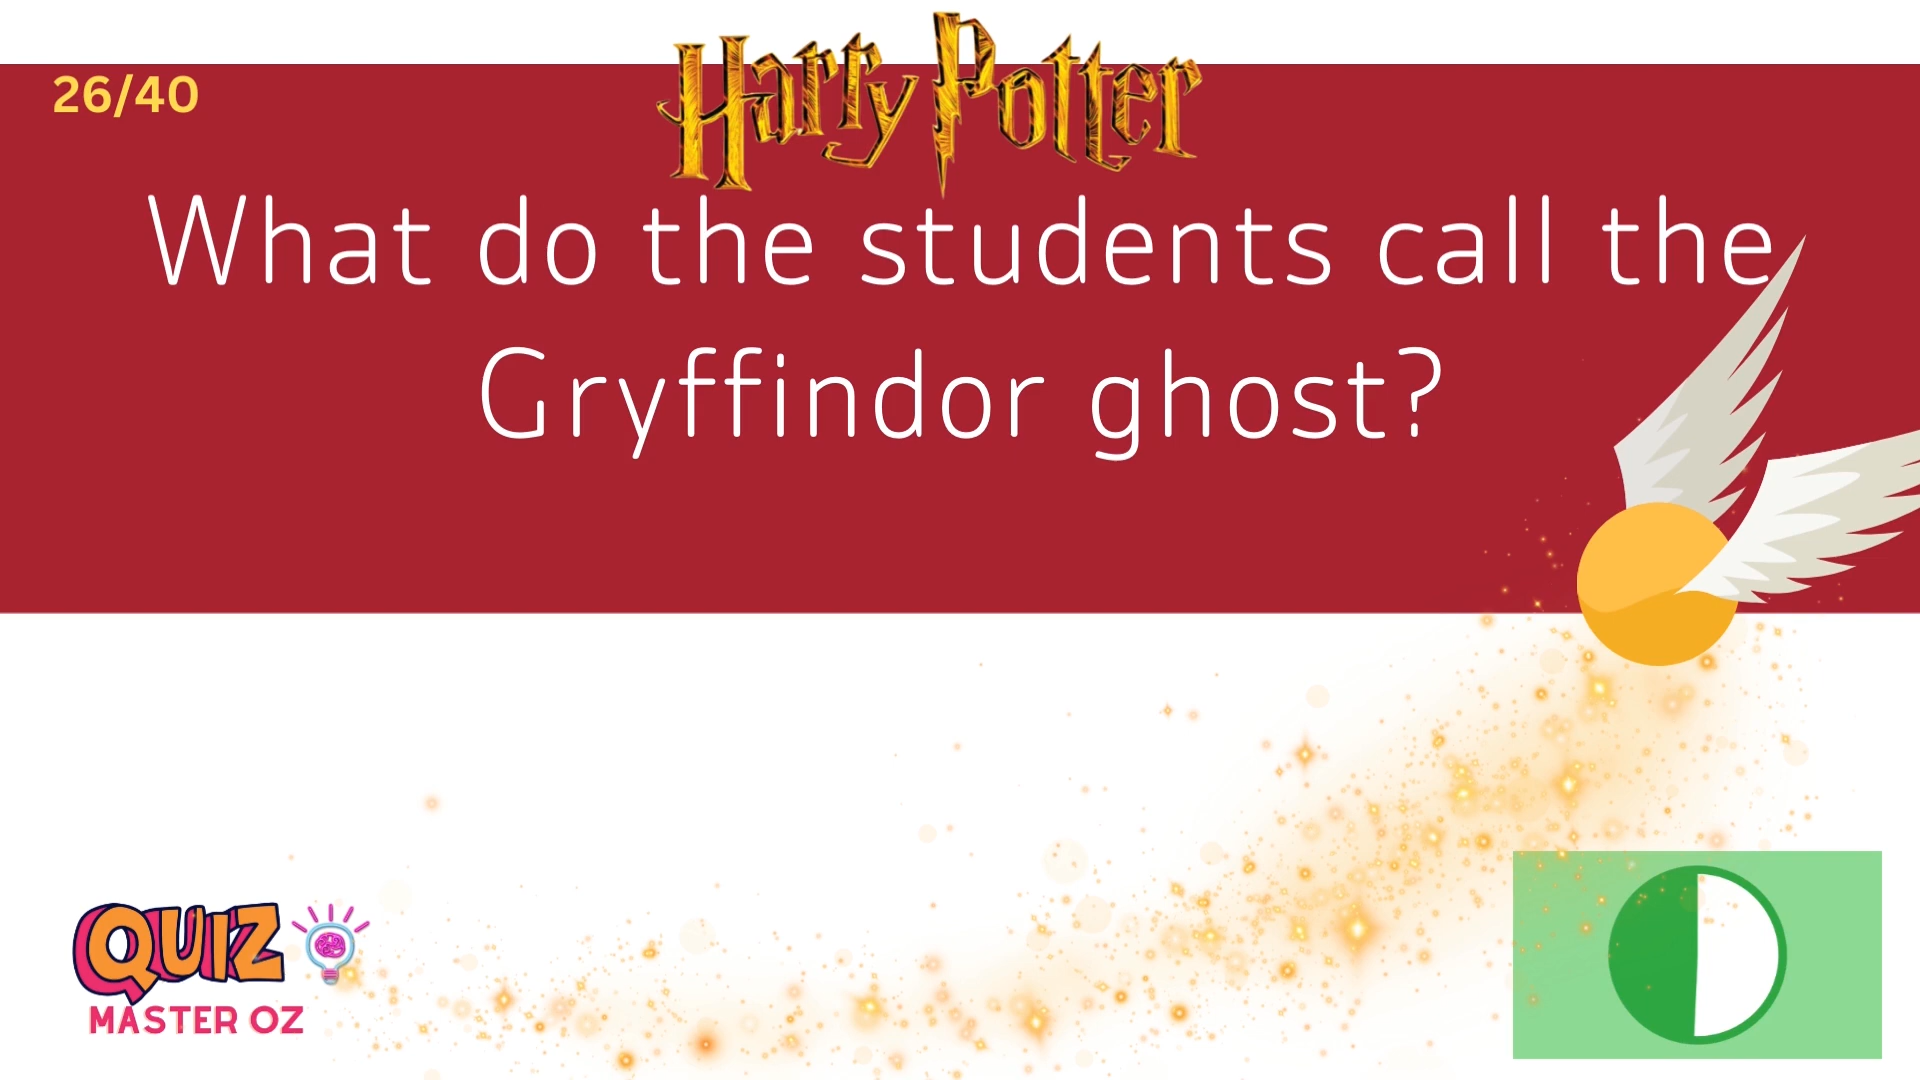 Harry Potter
26/40
What do the students call the
Gryffindor ghost?
QUIZ
MASTER OZ